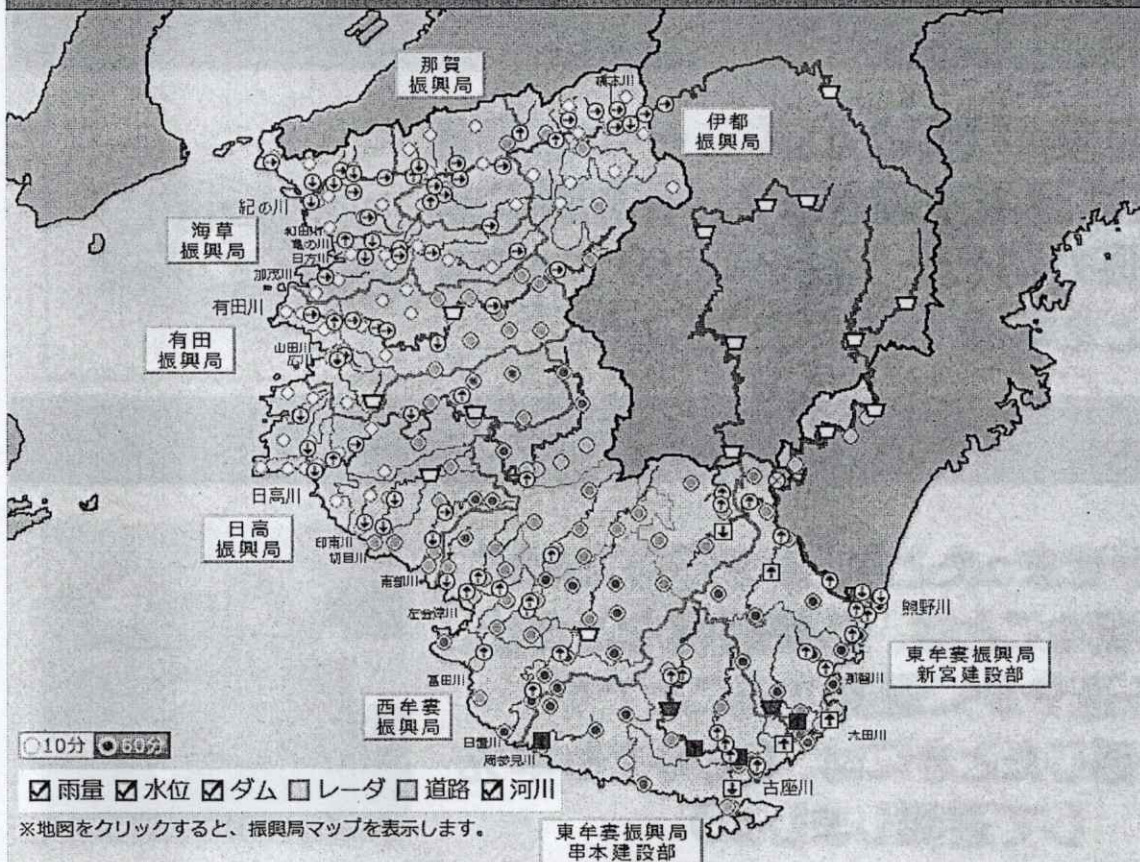 那賀
振興局
橋本川
伊都
振興局
紀の川
海草
振興局
和田川
亀の川
日方川
加茂川
有田川
有田
振興局
山田川
広川
日高川
日高
振興局
印南川
切目川
南部川
左会津川
熊野川
東牟婁振興局
新宮建設部
那智川
富田川
西牟婁
振興局
太田川
日置川
周参見川
古座川
10分 60分
雨量 水位 ダム レーダ 道路 河川
※地図をクリックすると、振興局マップを表示します。
東牟婁振興局
串本建設部